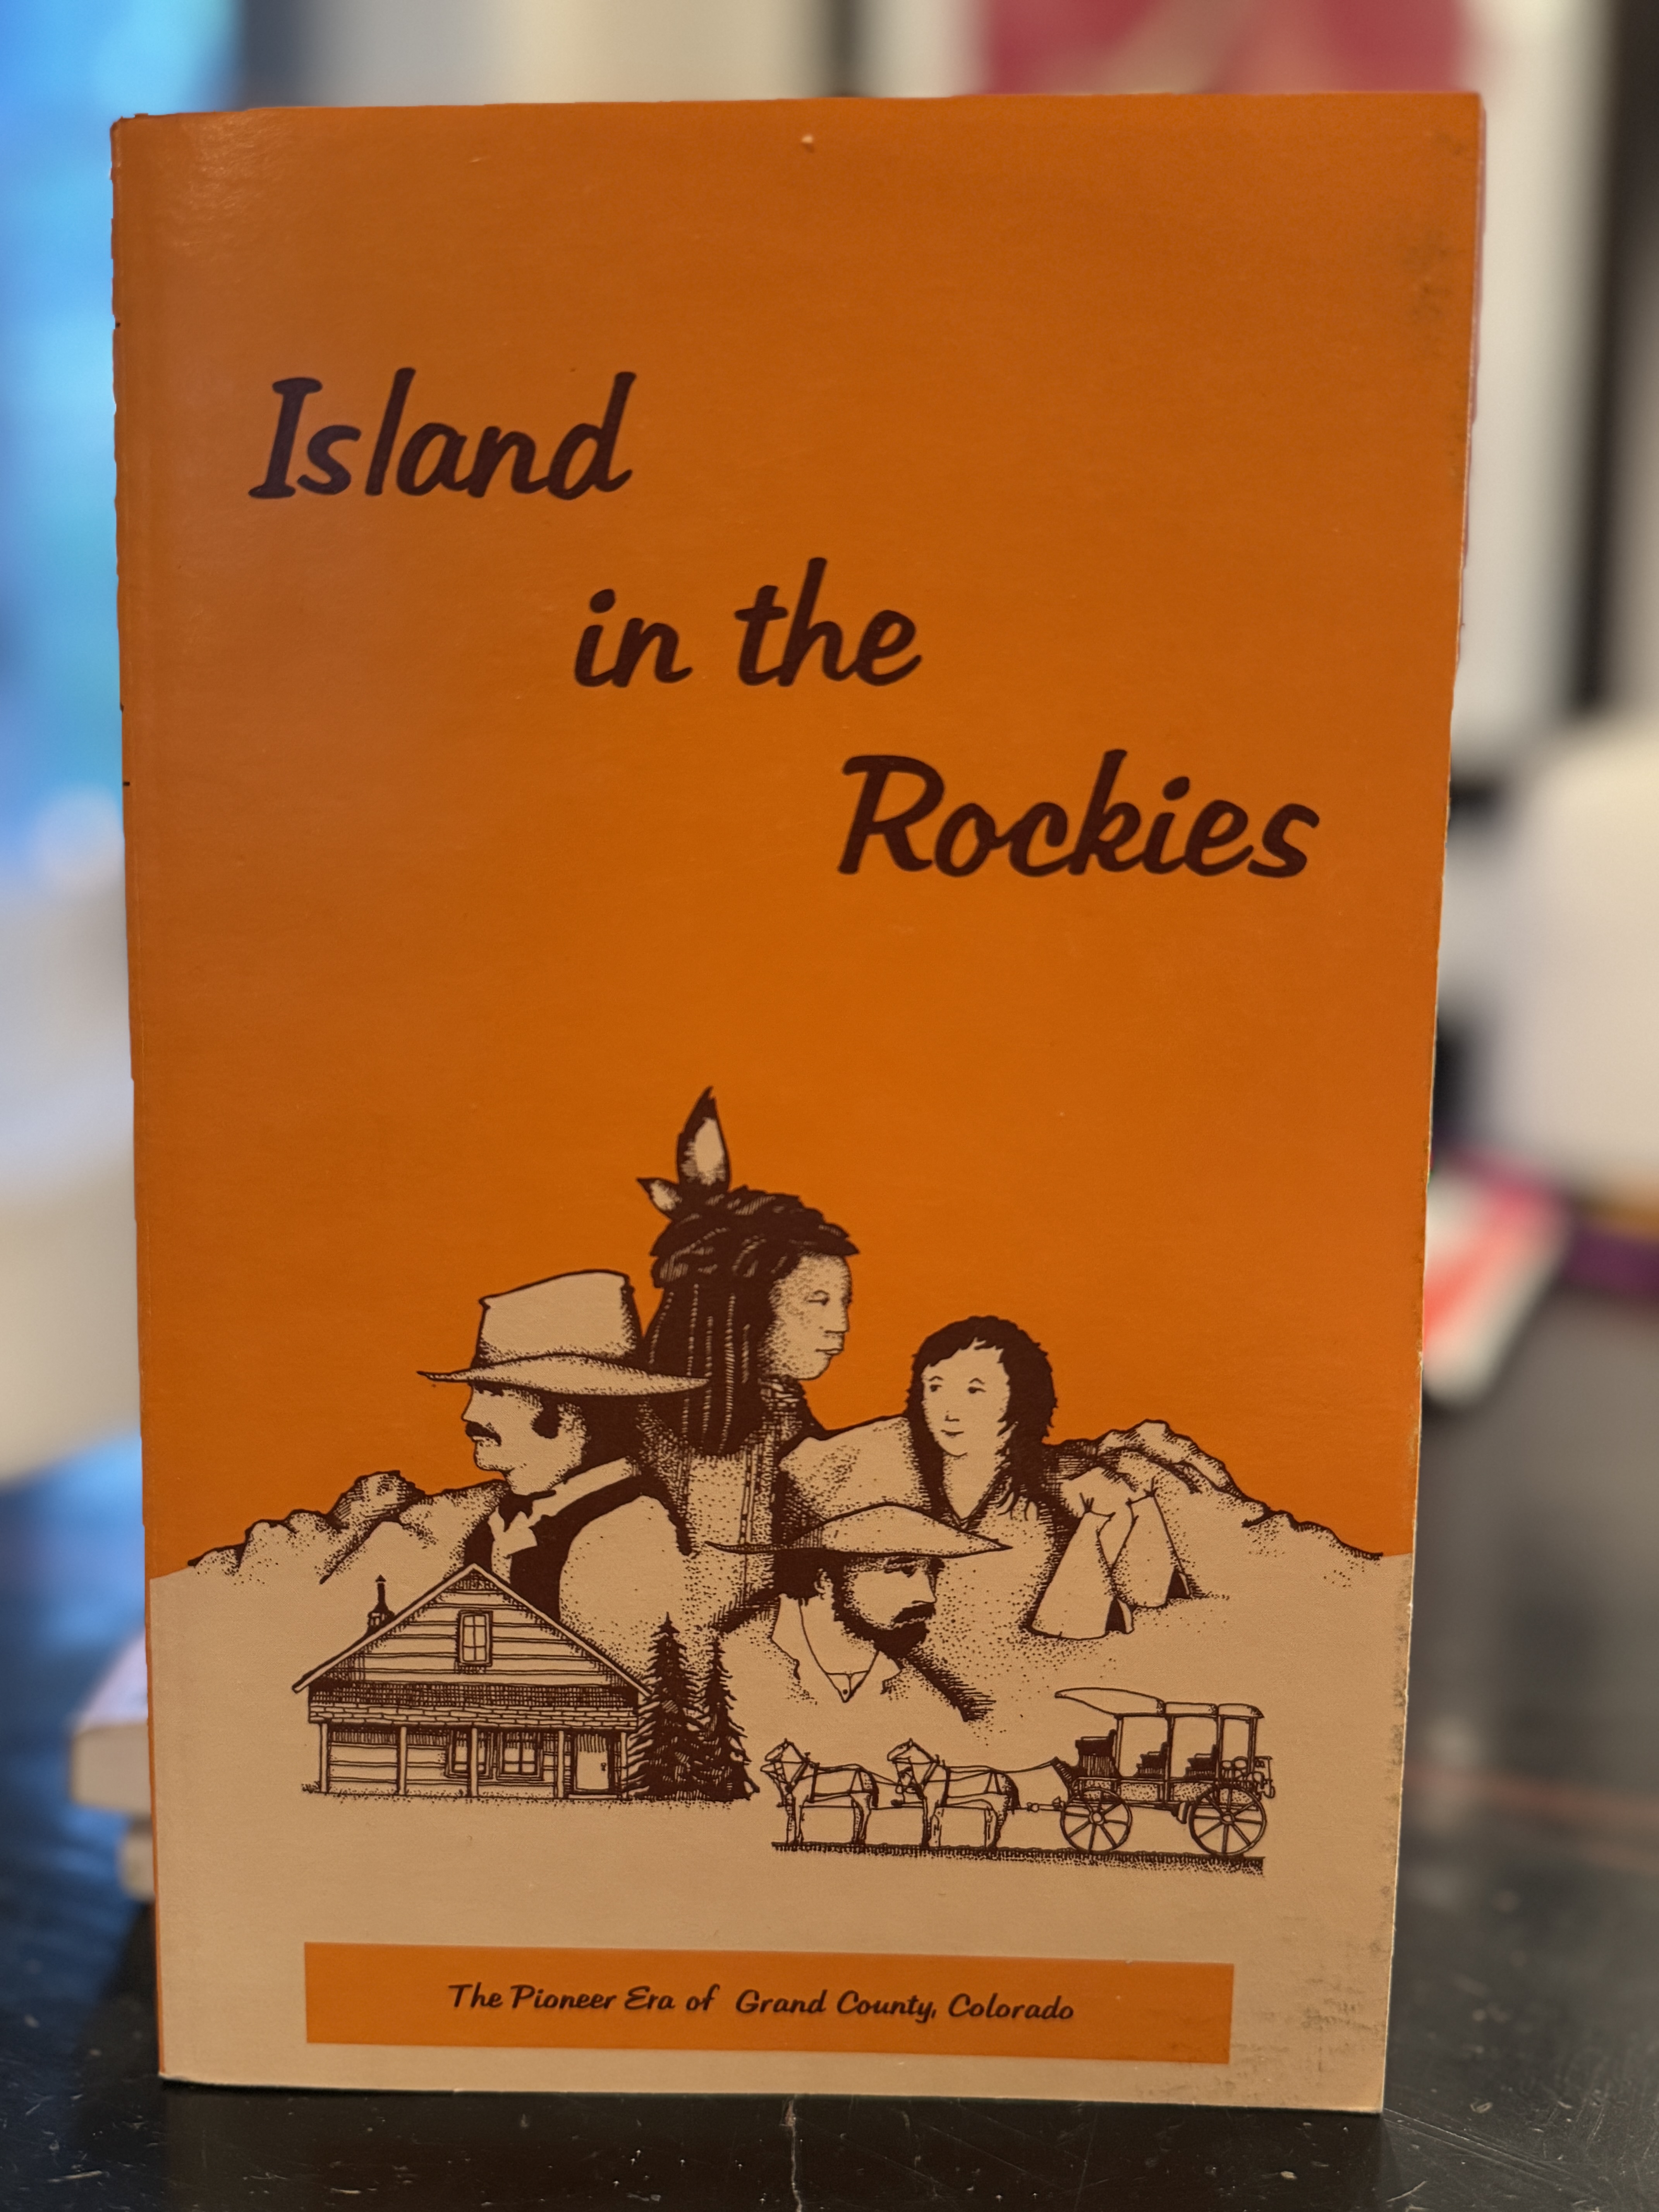 Island
in the
Rockies
The Pioneer Era of Grand County, Colorado